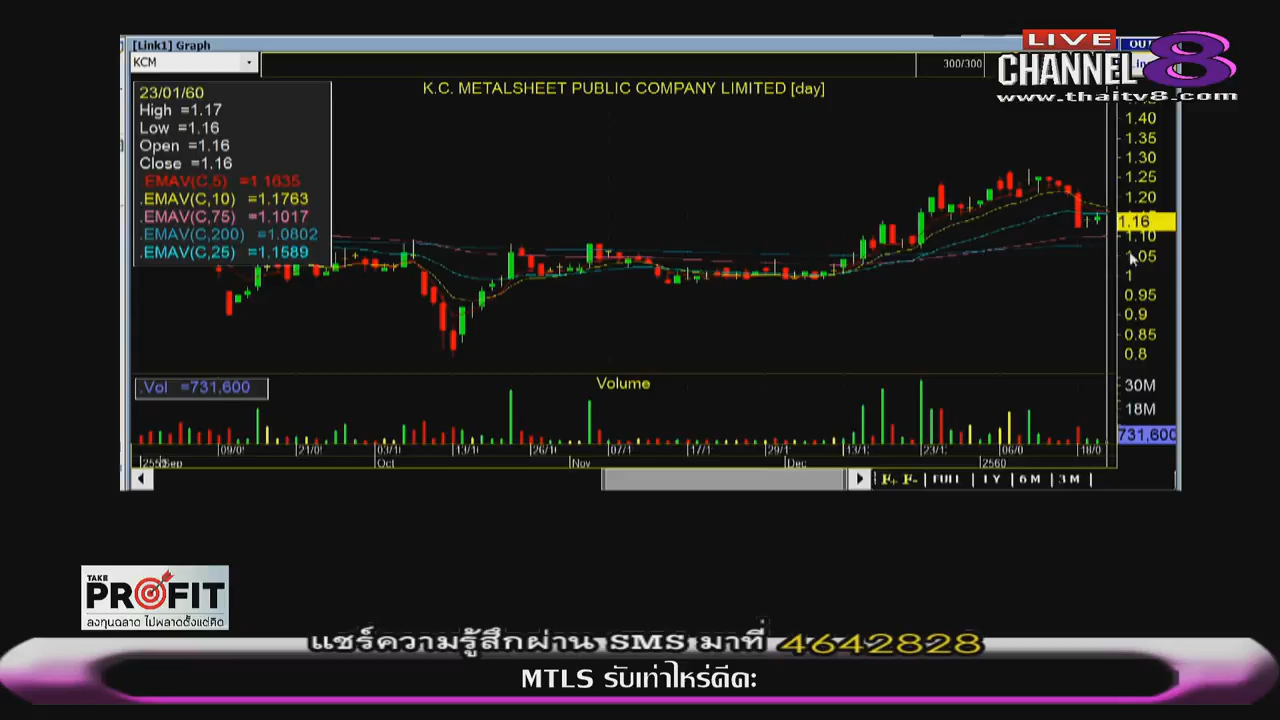 [Link1] Graph
KCM
300/300
LIVE
CHANNEL 8
www.thaitv8.com
K.C. METALSHEET PUBLIC COMPANY LIMITED [day]
23/01/60
High =1.17
Low =1.16
Open =1.16
Close =1.16
.EMAV(C,5) =1.1635
.EMAV(C,10) =1.1763
.EMAV(C,75) =1.1017
.EMAV(C,200) =1.0802
.EMAV(C,25) =1.1589
1.40
1.35
1.30
1.25
1.20
1.16
1.10
1
0.95
0.9
0.85
0.8
.Vol =731,600
Volume
30M
18M
731,600
Oct
Nov
Dec
2560
F+ F- FULL 1 Y 6 M 3 M
TAKE
PROFIT
ลงทุนฉลาด ไม่พลาดตั้งแต่คิด
แชร์ความรู้สึกผ่าน SMS มาที่ 4642828
MTLS รับเท่าไหร่ดีดะ